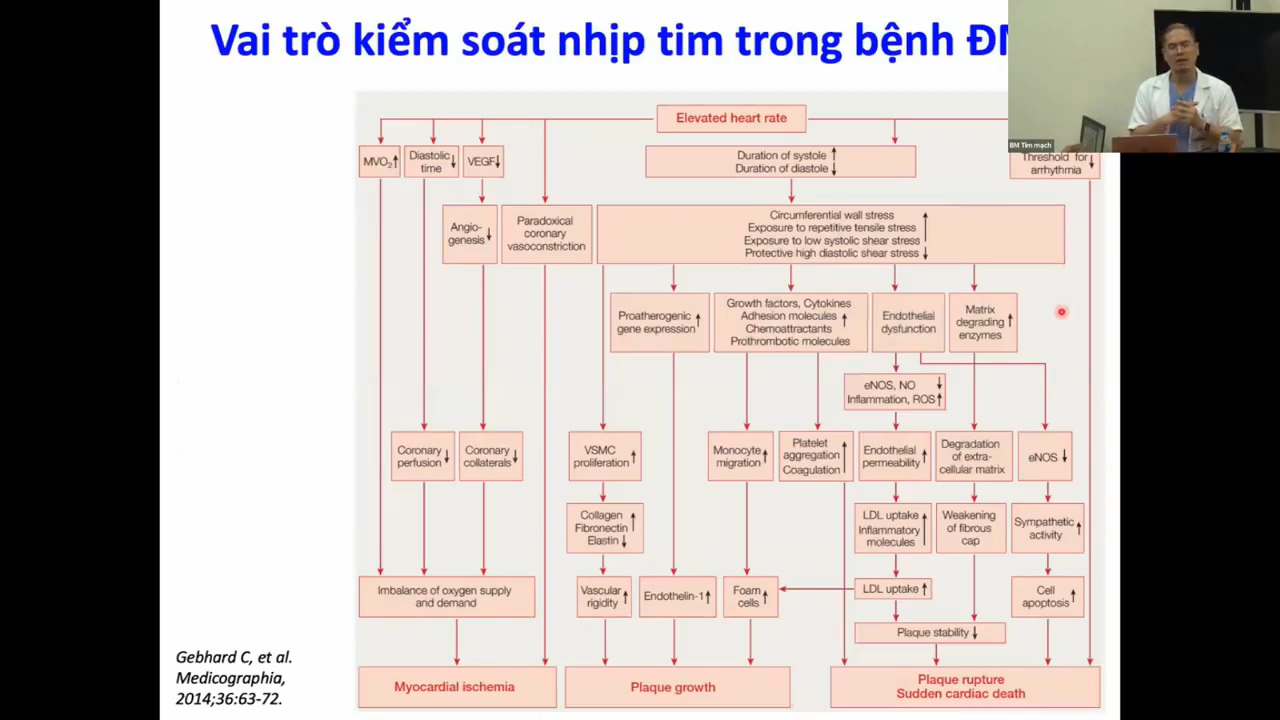 Vai trò kiểm soát nhịp tim trong bệnh
BM Tim mạch
Elevated heart rate
MVO₂↑
Diastolic
time ↓
VEGF↓
Duration of systole ↑
Duration of diastole ↓
Threshold for
arrhythmia ↓
Angio-
genesis ↓
Paradoxical
coronary
vasoconstriction
Circumferential wall stress
Exposure to repetitive tensile stress
Exposure to low systolic shear stress ↑
Protective high diastolic shear stress ↓
Proatherogenic
gene expression ↑
Growth factors, Cytokines
Adhesion molecules ↑
Chemoattractants
Prothrombotic molecules
Endothelial
dysfunction
Matrix
degrading ↑
enzymes
eNOS, NO ↓
Inflammation, ROS ↑
Coronary
perfusion ↓
Coronary
collaterals ↓
VSMC
proliferation ↑
Monocyte
migration ↑
Platelet
aggregation ↑
Coagulation
Endothelial
permeability ↑
Degradation
of extra-
cellular matrix
eNOS ↓
Collagen
Fibronectin ↑
Elastin ↓
LDL uptake
Inflammatory ↑
molecules
Weakening
of fibrous
cap
Sympathetic
activity ↑
Imbalance of oxygen supply
and demand
Vascular
rigidity ↑
Endothelin-1 ↑
Foam
cells ↑
LDL uptake ↑
Cell
apoptosis ↑
Plaque stability ↓
Myocardial ischemia
Plaque growth
Plaque rupture
Sudden cardiac death
Gebhard C, et al.
Medicographia,
2014;36:63-72.